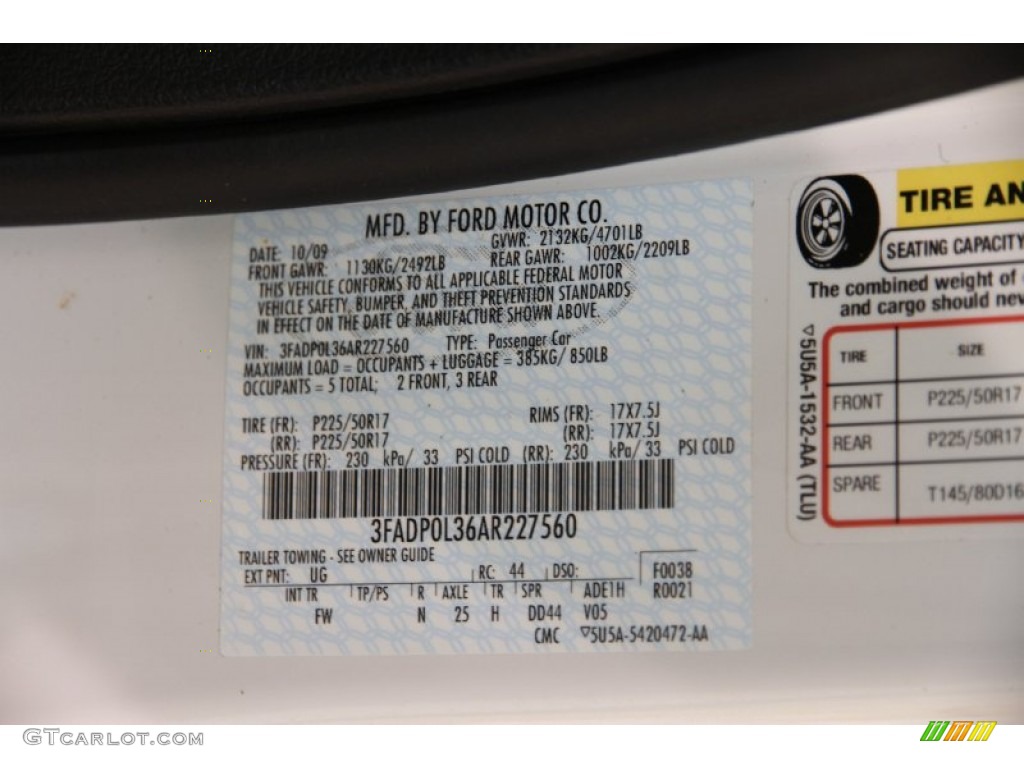 MFD. BY FORD MOTOR CO.
DATE: 10/09 GVWR: 2132KG/4701LB
FRONT GAWR: 1130KG/2492LB REAR GAWR: 1002KG/2209LB
THIS VEHICLE CONFORMS TO ALL APPLICABLE FEDERAL MOTOR
VEHICLE SAFETY, BUMPER, AND THEFT PREVENTION STANDARDS
IN EFFECT ON THE DATE OF MANUFACTURE SHOWN ABOVE.
VIN: 3FADP0L36AR227560 TYPE: Passenger Car
MAXIMUM LOAD = OCCUPANTS + LUGGAGE = 385KG/ 850LB
OCCUPANTS = 5 TOTAL; 2 FRONT, 3 REAR
TIRE (FR): P225/50R17 RIMS (FR): 17X7.5J
(RR): P225/50R17 (RR): 17X7.5J
PRESSURE (FR): 230 kPa/ 33 PSI COLD (RR): 230 kPa/ 33 PSI COLD
3FADP0L36AR227560
TRAILER TOWING - SEE OWNER GUIDE
EXT PNT: UG RC: 44 DSO: F0038
INT TR TP/PS R AXLE TR SPR ADE1H R0021
FW N 25 H DD44 V05
CMC ▽5U5A-5420472-AA
TIRE AN
SEATING CAPACITY
The combined weight of
and cargo should nev
▽5U5A-1532-AA (TLU)
TIRE SIZE
FRONT P225/50R17
REAR P225/50R17
SPARE T145/80D16
GTCARLOT.COM